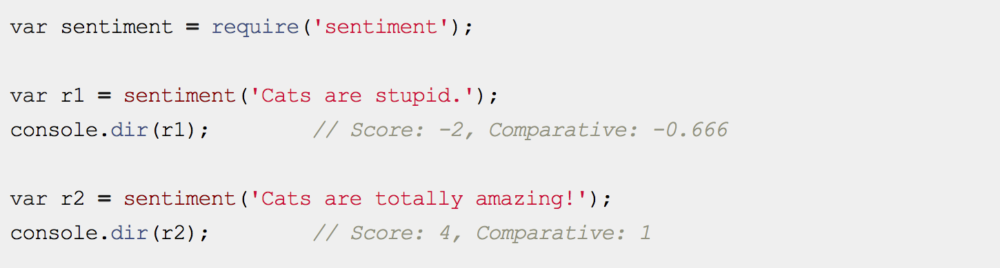 var sentiment = require('sentiment');
var r1 = sentiment('Cats are stupid.');
console.dir(r1);        // Score: -2, Comparative: -0.666
var r2 = sentiment('Cats are totally amazing!');
console.dir(r2);        // Score: 4, Comparative: 1